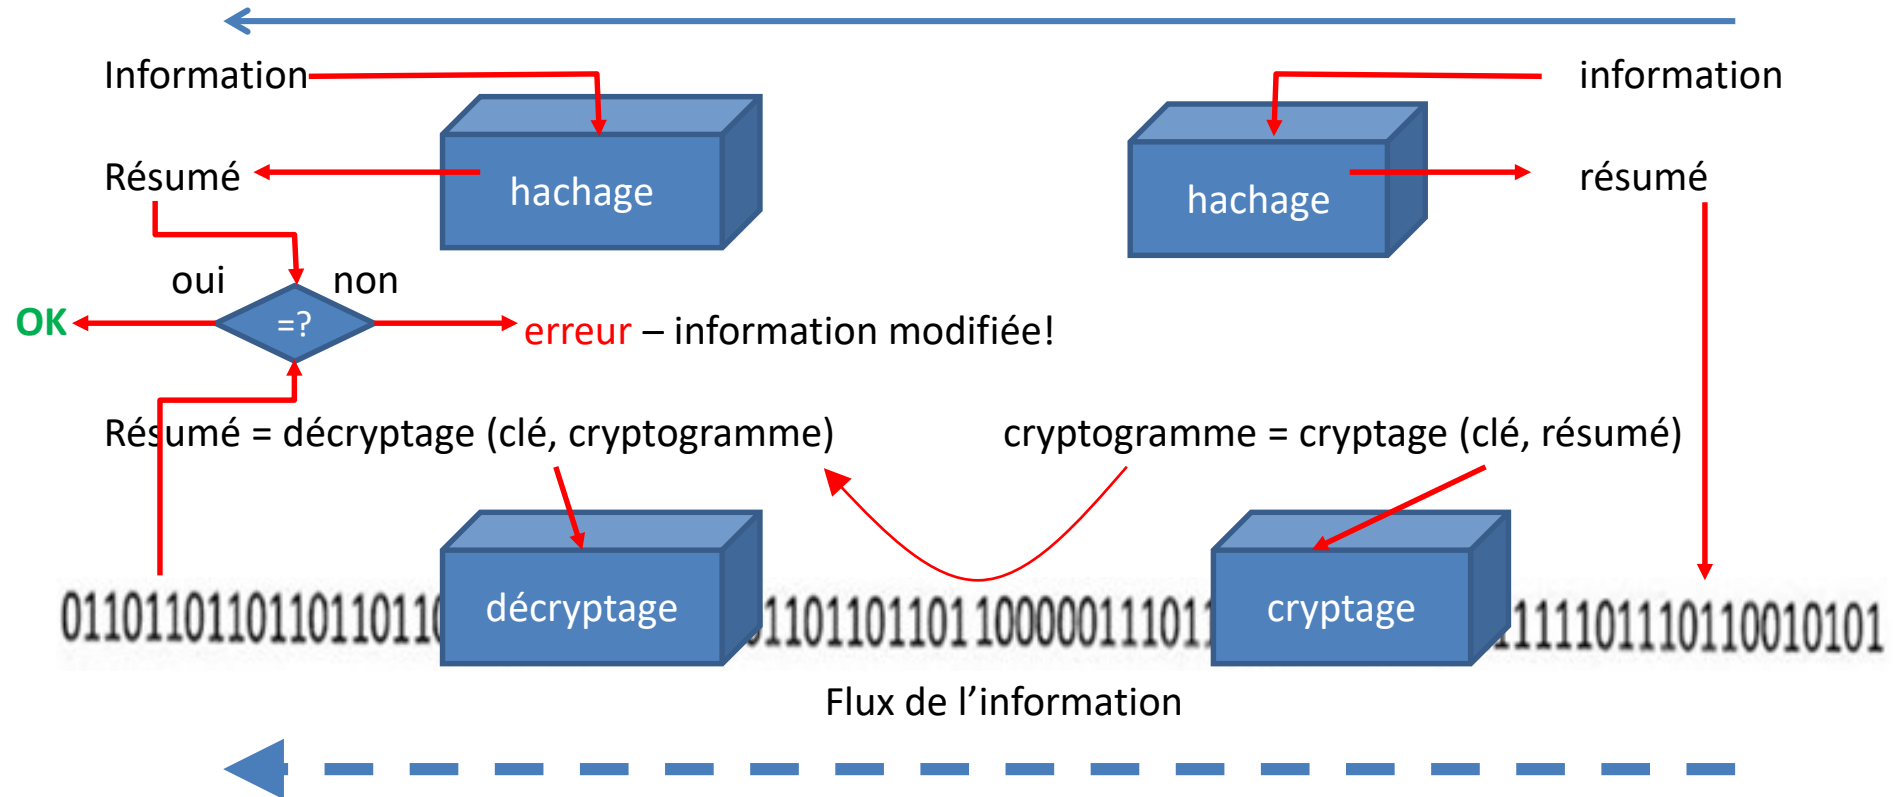 Information
information
hachage
hachage
Résumé
résumé
oui
non
OK
=?
erreur – information modifiée!
Résumé = décryptage (clé, cryptogramme)
cryptogramme = cryptage (clé, résumé)
décryptage
cryptage
Flux de l’information